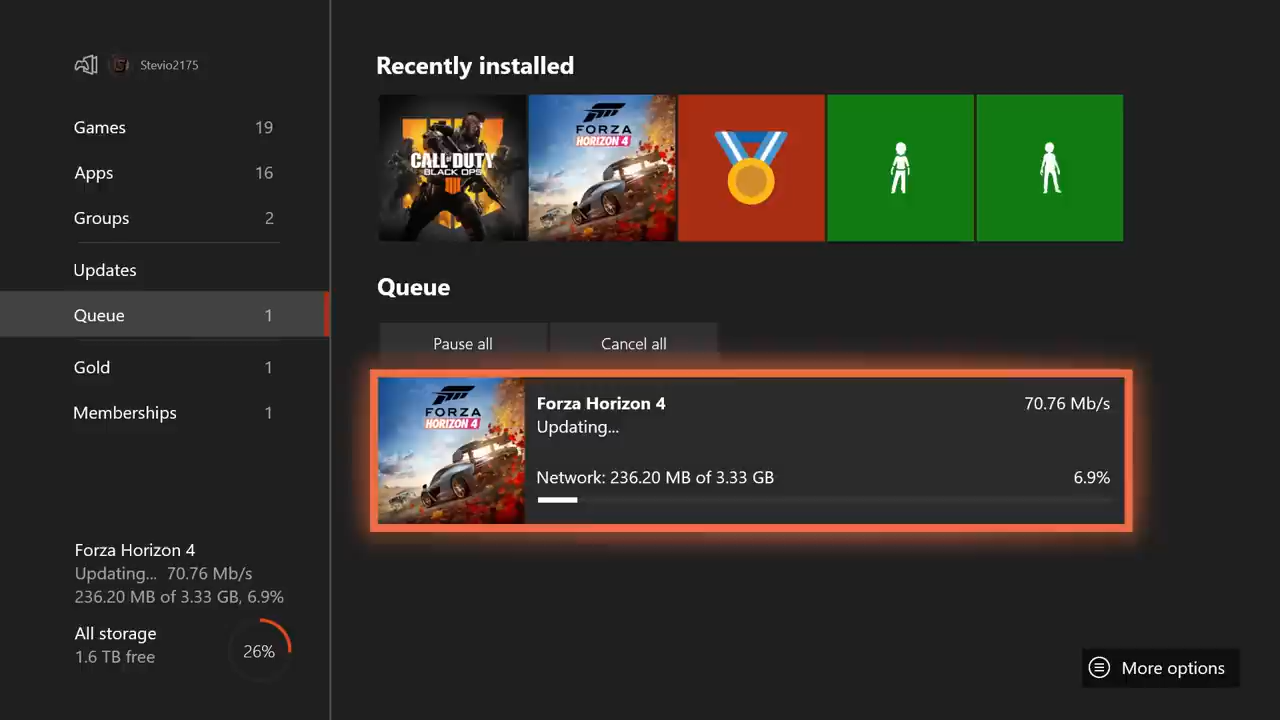 Stevio2175
Games 19
Apps 16
Groups 2
Updates
Queue 1
Gold 1
Memberships 1
Forza Horizon 4
Updating... 70.76 Mb/s
236.20 MB of 3.33 GB, 6.9%
All storage
1.6 TB free
26%
Recently installed
CALL OF DUTY
BLACK OPS
IIII
FORZA
HORIZON 4
Queue
Pause all Cancel all
FORZA
HORIZON 4
Forza Horizon 4 70.76 Mb/s
Updating...
Network: 236.20 MB of 3.33 GB 6.9%
More options